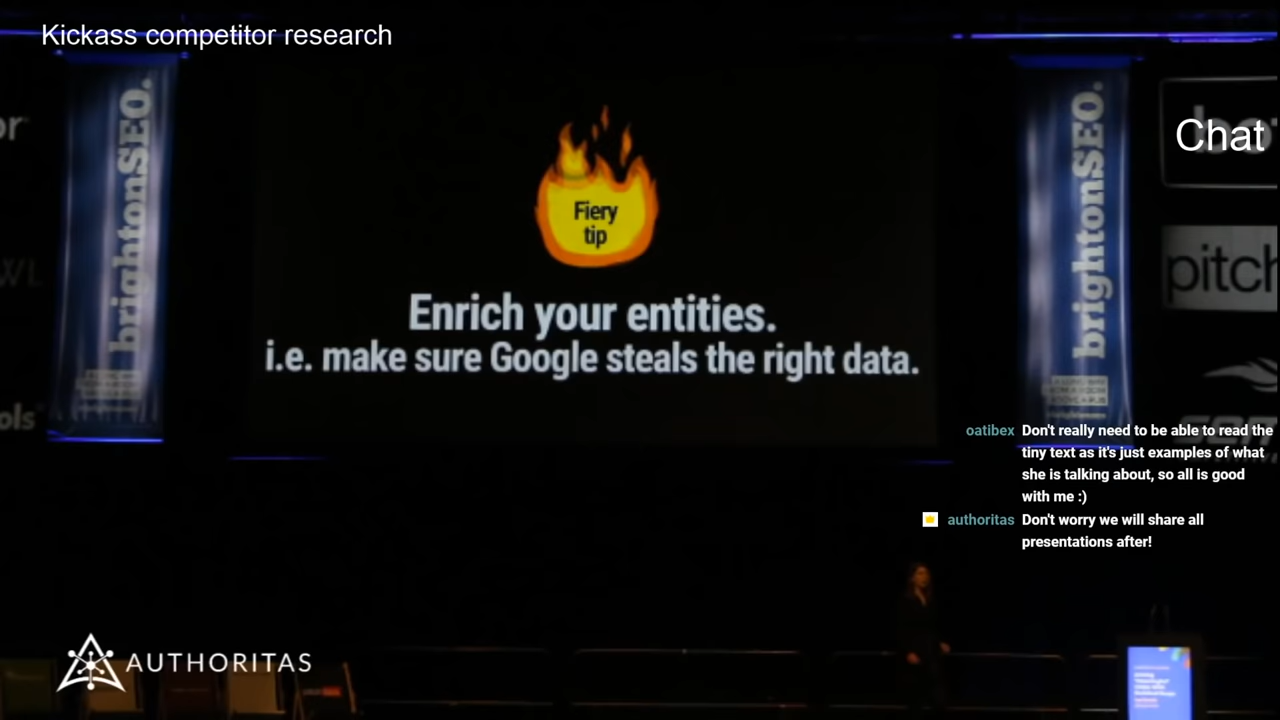 Kickass competitor research
brightonSEO.
brightonSEO.
Chat
pitch
Fiery
tip
Enrich your entities.
i.e. make sure Google steals the right data.
oatibex Don't really need to be able to read the
tiny text as it's just examples of what
she is talking about, so all is good
with me :)
authoritas Don't worry we will share all
presentations after!
AUTHORITAS